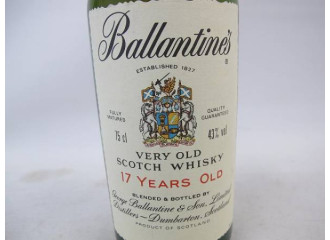 Ballantine's
®
ESTABLISHED 1827
FULLY MATURED
QUALITY GUARANTEED
75 cl
43% vol
VERY OLD
SCOTCH WHISKY
17 YEARS OLD
BLENDED & BOTTLED BY
George Ballantine & Son, Limited
Distillers - Dumbarton, Scotland
PRODUCT OF SCOTLAND